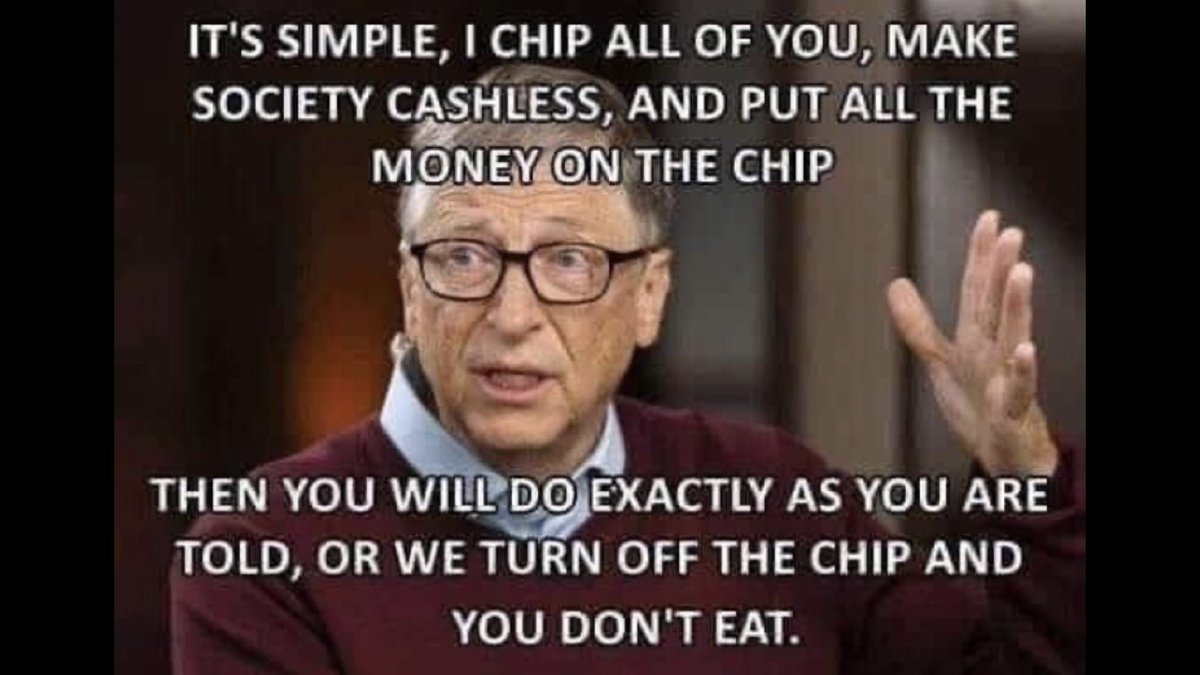 IT'S SIMPLE, I CHIP ALL OF YOU, MAKE
SOCIETY CASHLESS, AND PUT ALL THE
MONEY ON THE CHIP
THEN YOU WILL DO EXACTLY AS YOU ARE
TOLD, OR WE TURN OFF THE CHIP AND
YOU DON'T EAT.